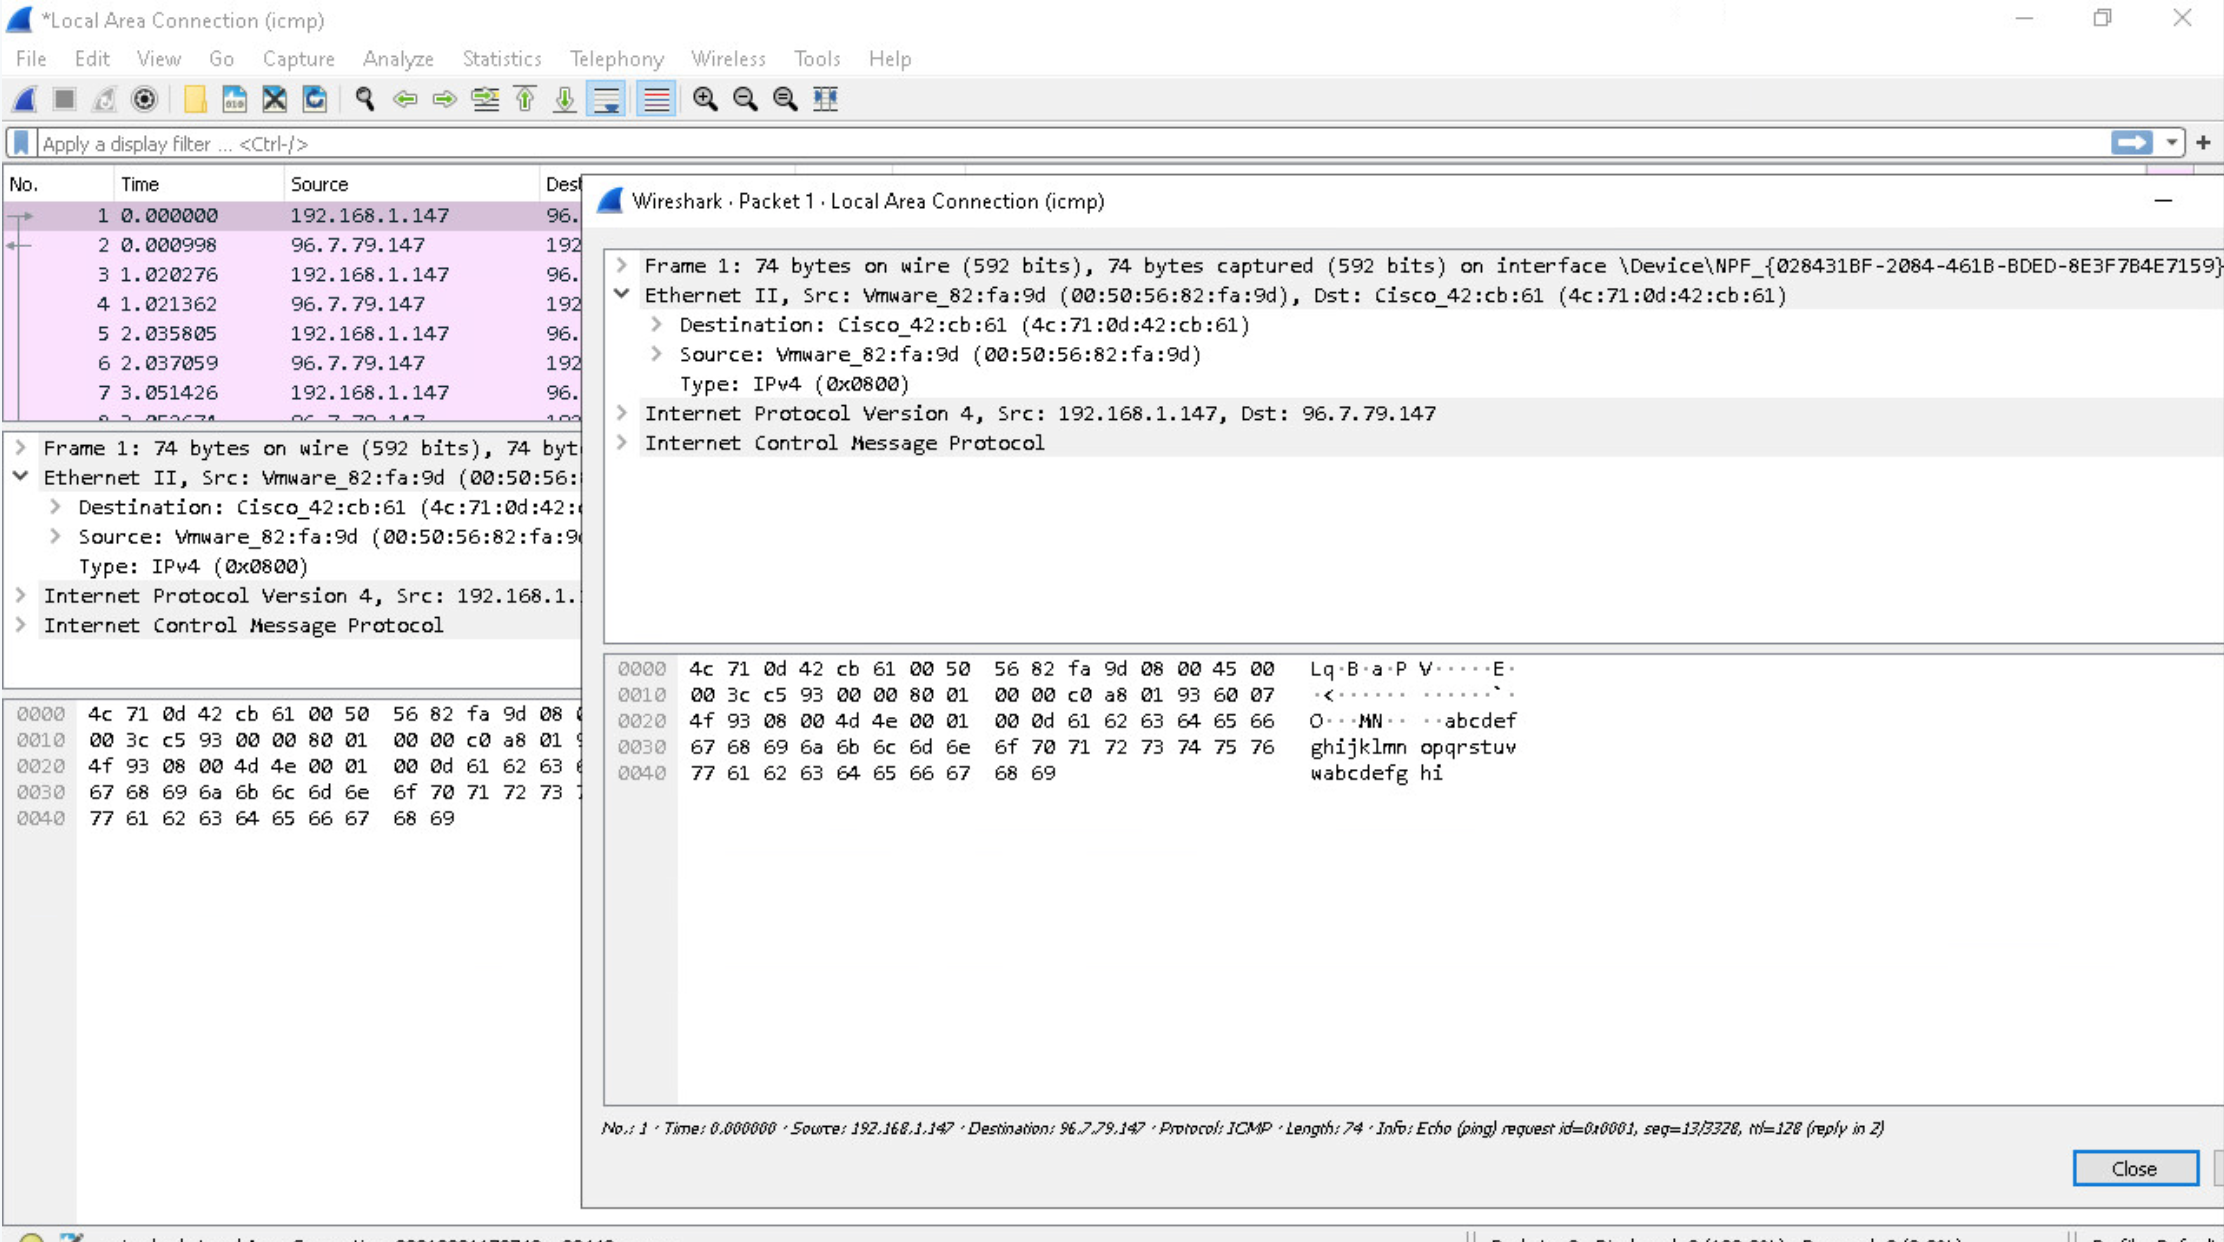 *Local Area Connection (icmp)
File Edit View Go Capture Analyze Statistics Telephony Wireless Tools Help
Apply a display filter ... <Ctrl-/>
No. Time Source Dest
1 0.000000 192.168.1.147 96.
2 0.000998 96.7.79.147 192
3 1.020276 192.168.1.147 96.
4 1.021362 96.7.79.147 192
5 2.035805 192.168.1.147 96.
6 2.037059 96.7.79.147 192
7 3.051426 192.168.1.147 96.
Frame 1: 74 bytes on wire (592 bits), 74 byt
Ethernet II, Src: Vmware_82:fa:9d (00:50:56:
Destination: Cisco_42:cb:61 (4c:71:0d:42:
Source: Vmware_82:fa:9d (00:50:56:82:fa:9
Type: IPv4 (0x0800)
Internet Protocol Version 4, Src: 192.168.1.
Internet Control Message Protocol
0000 4c 71 0d 42 cb 61 00 50 56 82 fa 9d 08
0010 00 3c c5 93 00 00 80 01 00 00 c0 a8 01
0020 4f 93 08 00 4d 4e 00 01 00 0d 61 62 63
0030 67 68 69 6a 6b 6c 6d 6e 6f 70 71 72 73
0040 77 61 62 63 64 65 66 67 68 69
Wireshark · Packet 1 · Local Area Connection (icmp)
Frame 1: 74 bytes on wire (592 bits), 74 bytes captured (592 bits) on interface \Device\NPF_{028431BF-2084-461B-BDED-8E3F7B4E7159}
Ethernet II, Src: Vmware_82:fa:9d (00:50:56:82:fa:9d), Dst: Cisco_42:cb:61 (4c:71:0d:42:cb:61)
Destination: Cisco_42:cb:61 (4c:71:0d:42:cb:61)
Source: Vmware_82:fa:9d (00:50:56:82:fa:9d)
Type: IPv4 (0x0800)
Internet Protocol Version 4, Src: 192.168.1.147, Dst: 96.7.79.147
Internet Control Message Protocol
0000 4c 71 0d 42 cb 61 00 50 56 82 fa 9d 08 00 45 00 Lq·B·a·P V·····E·
0010 00 3c c5 93 00 00 80 01 00 00 c0 a8 01 93 60 07 ·<······ ······`·
0020 4f 93 08 00 4d 4e 00 01 00 0d 61 62 63 64 65 66 O···MN·· ··abcdef
0030 67 68 69 6a 6b 6c 6d 6e 6f 70 71 72 73 74 75 76 ghijklmn opqrstuv
0040 77 61 62 63 64 65 66 67 68 69 wabcdefg hi
No.: 1 · Time: 0.000000 · Source: 192.168.1.147 · Destination: 96.7.79.147 · Protocol: ICMP · Length: 74 · Info: Echo (ping) request id=0x0001, seq=13/3328, ttl=128 (reply in 2)
Close